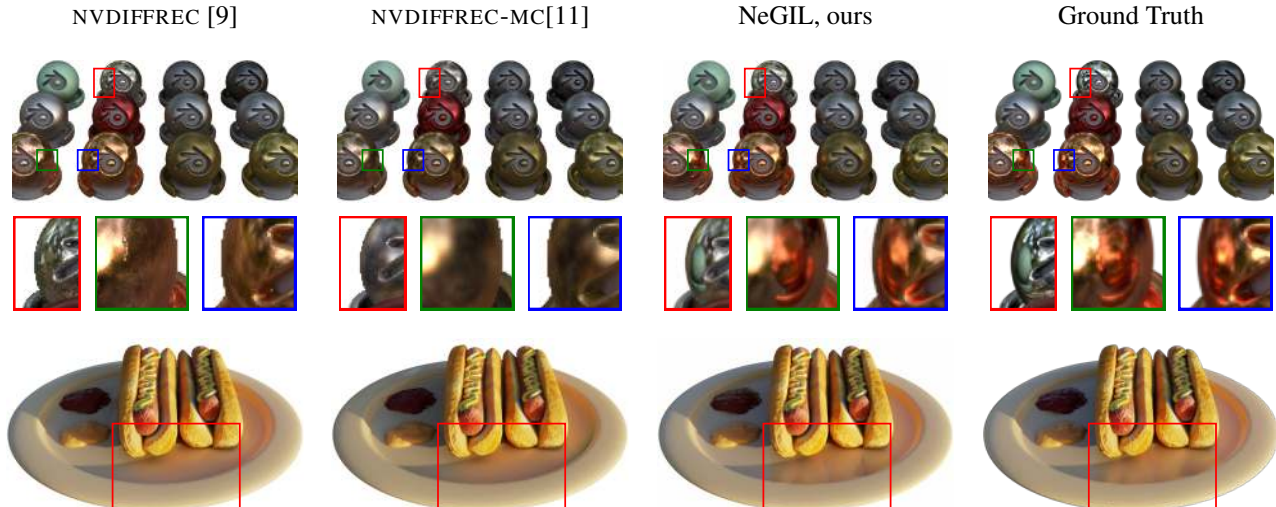 NVDIFFREC [9]
NVDIFFREC-MC[11]
NeGIL, ours
Ground Truth